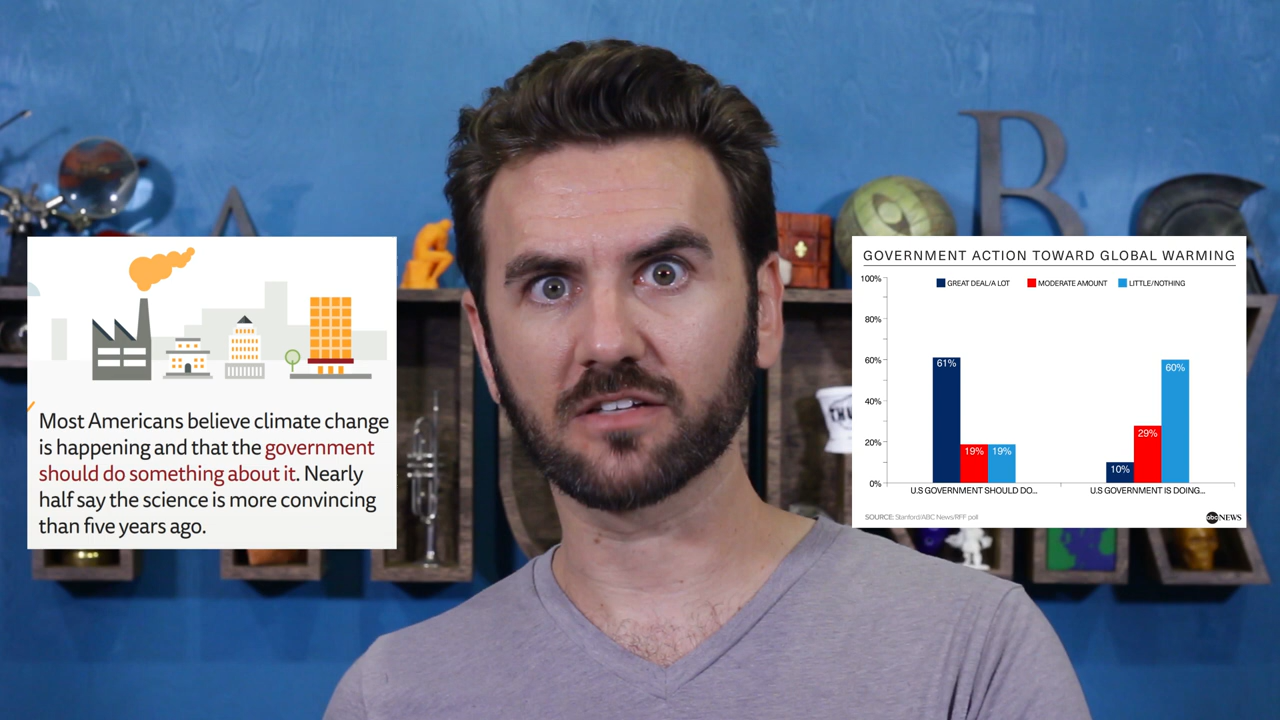 A
B
THU
Most Americans believe climate change
is happening and that the government
should do something about it. Nearly
half say the science is more convincing
than five years ago.
GOVERNMENT ACTION TOWARD GLOBAL WARMING
GREAT DEAL/A LOT MODERATE AMOUNT LITTLE/NOTHING
100%
80%
60%
40%
20%
0%
61%
19%
19%
10%
29%
60%
U.S GOVERNMENT SHOULD DO...
U.S GOVERNMENT IS DOING...
SOURCE: Stanford/ABC News/RFF poll
abc NEWS